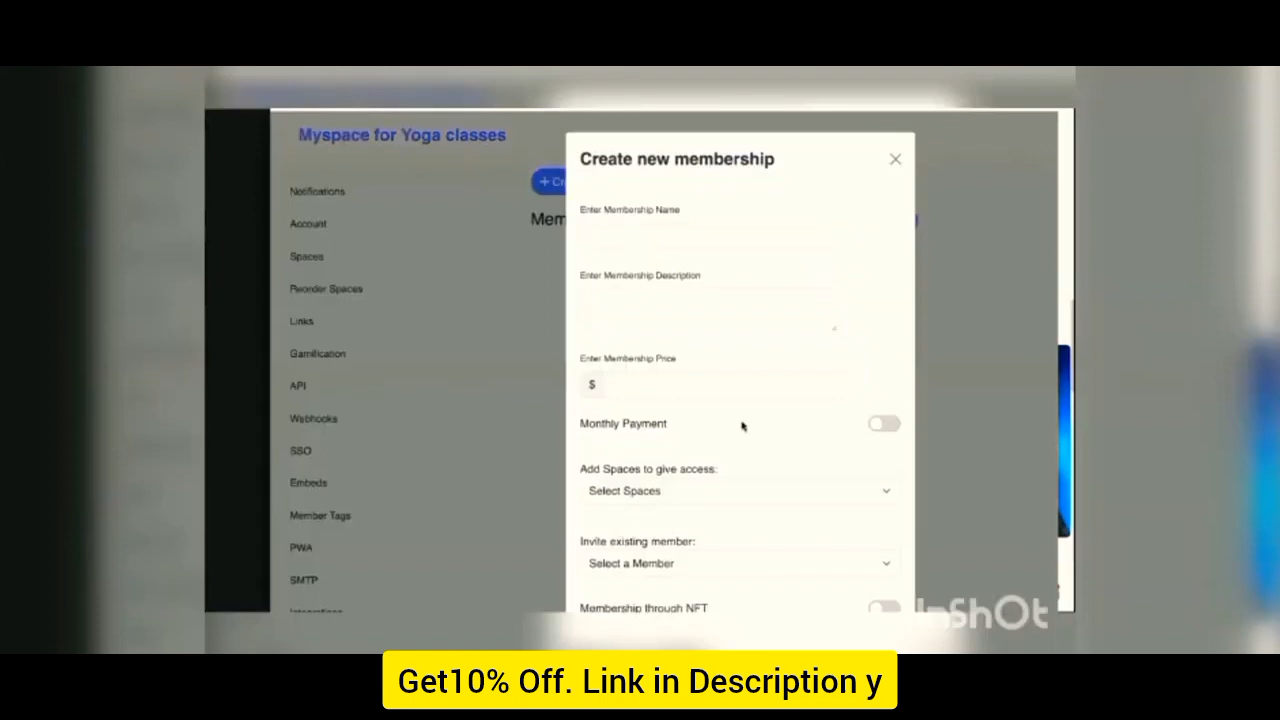 Myspace for Yoga classes
Create new membership
Notifications
Enter Membership Name
Account
Mem
Spaces
Enter Membership Description
Reorder Spaces
Links
Gamification
Enter Membership Price
API
$
Webhooks
Monthly Payment
SSO
Add Spaces to give access:
Embeds
Select Spaces
Member Tags
PWA
Invite existing member:
Select a Member
SMTP
Membership through NFT
Integrations
InShOt
Get10% Off. Link in Description y